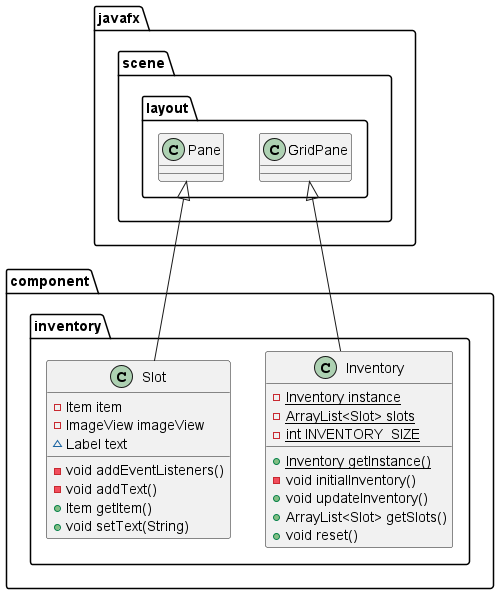 javafx
scene
layout
C Pane
C GridPane
component
inventory
C Slot
Item item
ImageView imageView
Label text
void addEventListeners()
void addText()
Item getItem()
void setText(String)
C Inventory
Inventory instance
ArrayList<Slot> slots
int INVENTORY_SIZE
Inventory getInstance()
void initialInventory()
void updateInventory()
ArrayList<Slot> getSlots()
void reset()